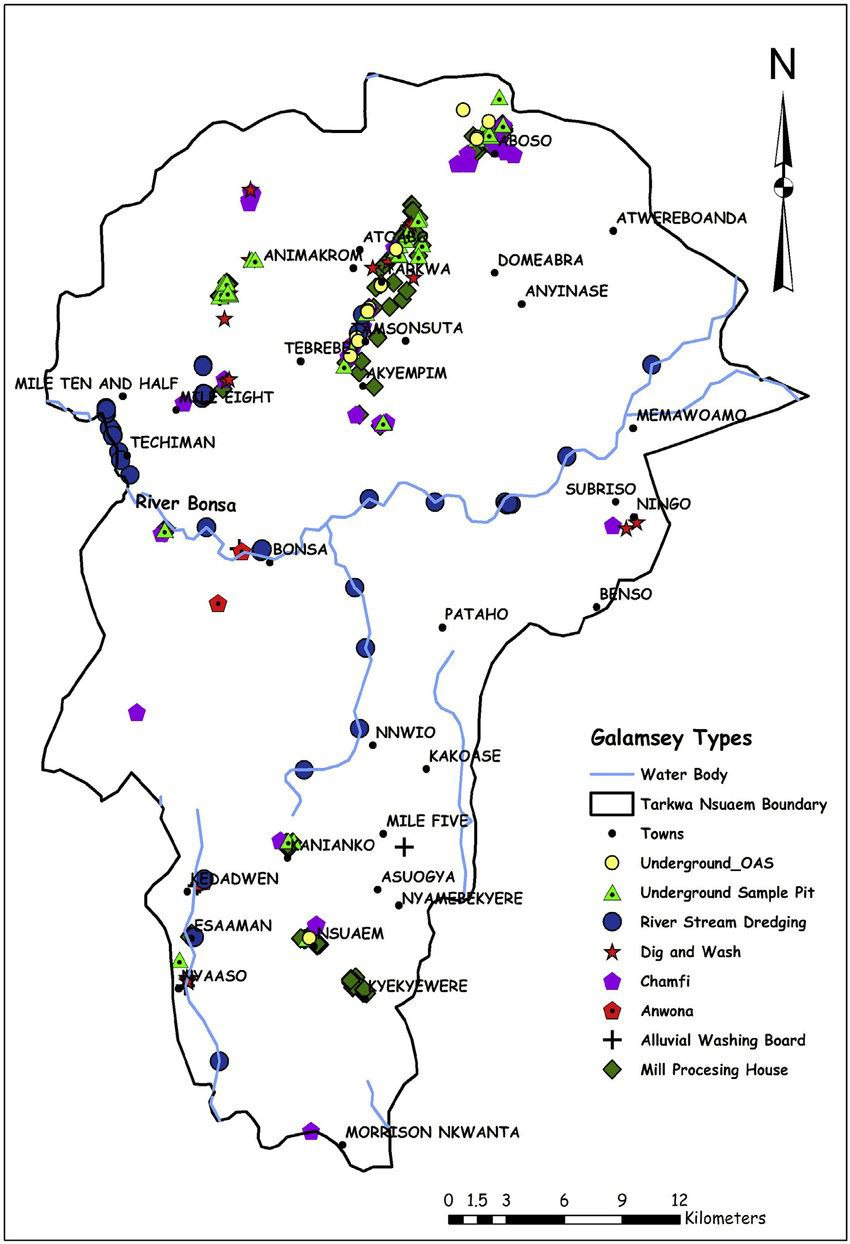 N
ABOSO
ATWEREBOANDA
ATOABO
ANIMAKROM
DOMEABRA
TARKWA
ANYINASE
TAMSONSUTA
TEBREBE
AKYEMPIM
MILE TEN AND HALF
MILE EIGHT
MEMAWOAMO
TECHIMAN
SUBRISO
River Bonsa
NINGO
BONSA
BENSO
PATAHO
NNWIO
KAKOASE
MILE FIVE
ANIANKO
KEDADWEN
ASUOGYA
NYAMEBEKYERE
ESAAMAN
NSUAEM
NYAASO
KYEKYEWERE
MORRISON NKWANTA
Galamsey Types
Water Body
Tarkwa Nsuaem Boundary
Towns
Underground_OAS
Underground Sample Pit
River Stream Dredging
Dig and Wash
Chamfi
Anwona
Alluvial Washing Board
Mill Procesing House
0 1.5 3 6 9 12
Kilometers